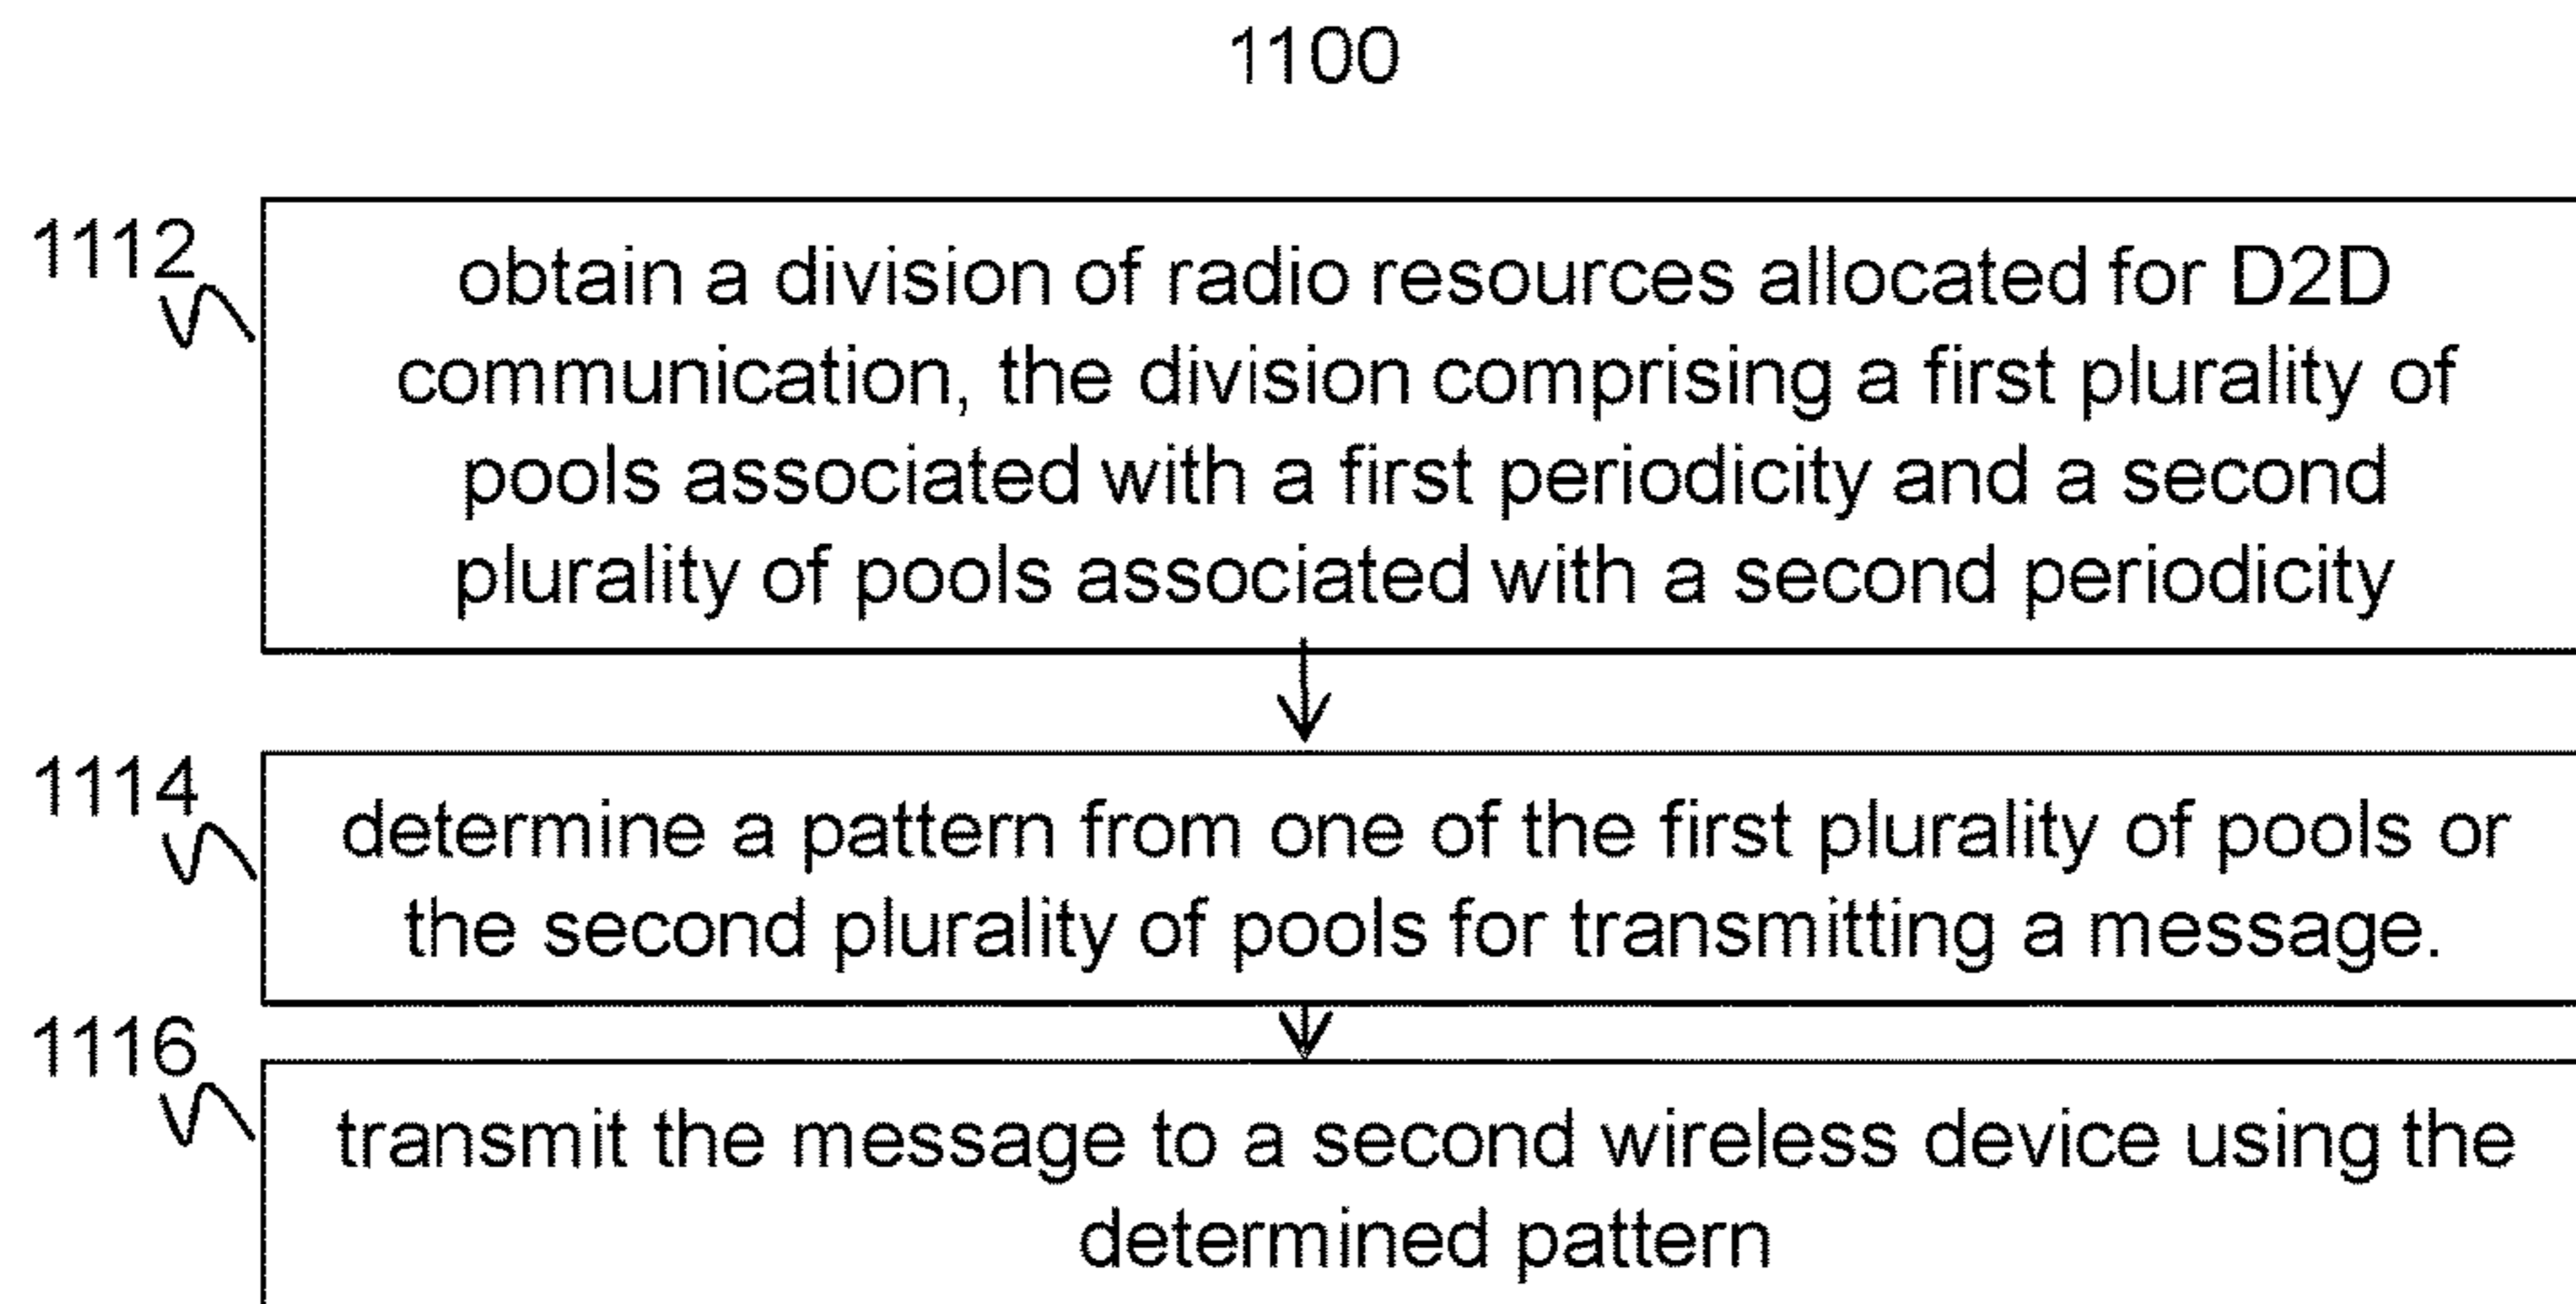 1100
1112
obtain a division of radio resources allocated for D2D
communication, the division comprising a first plurality of
pools associated with a first periodicity and a second
plurality of pools associated with a second periodicity
1114
determine a pattern from one of the first plurality of pools or
the second plurality of pools for transmitting a message.
1116
transmit the message to a second wireless device using the
determined pattern